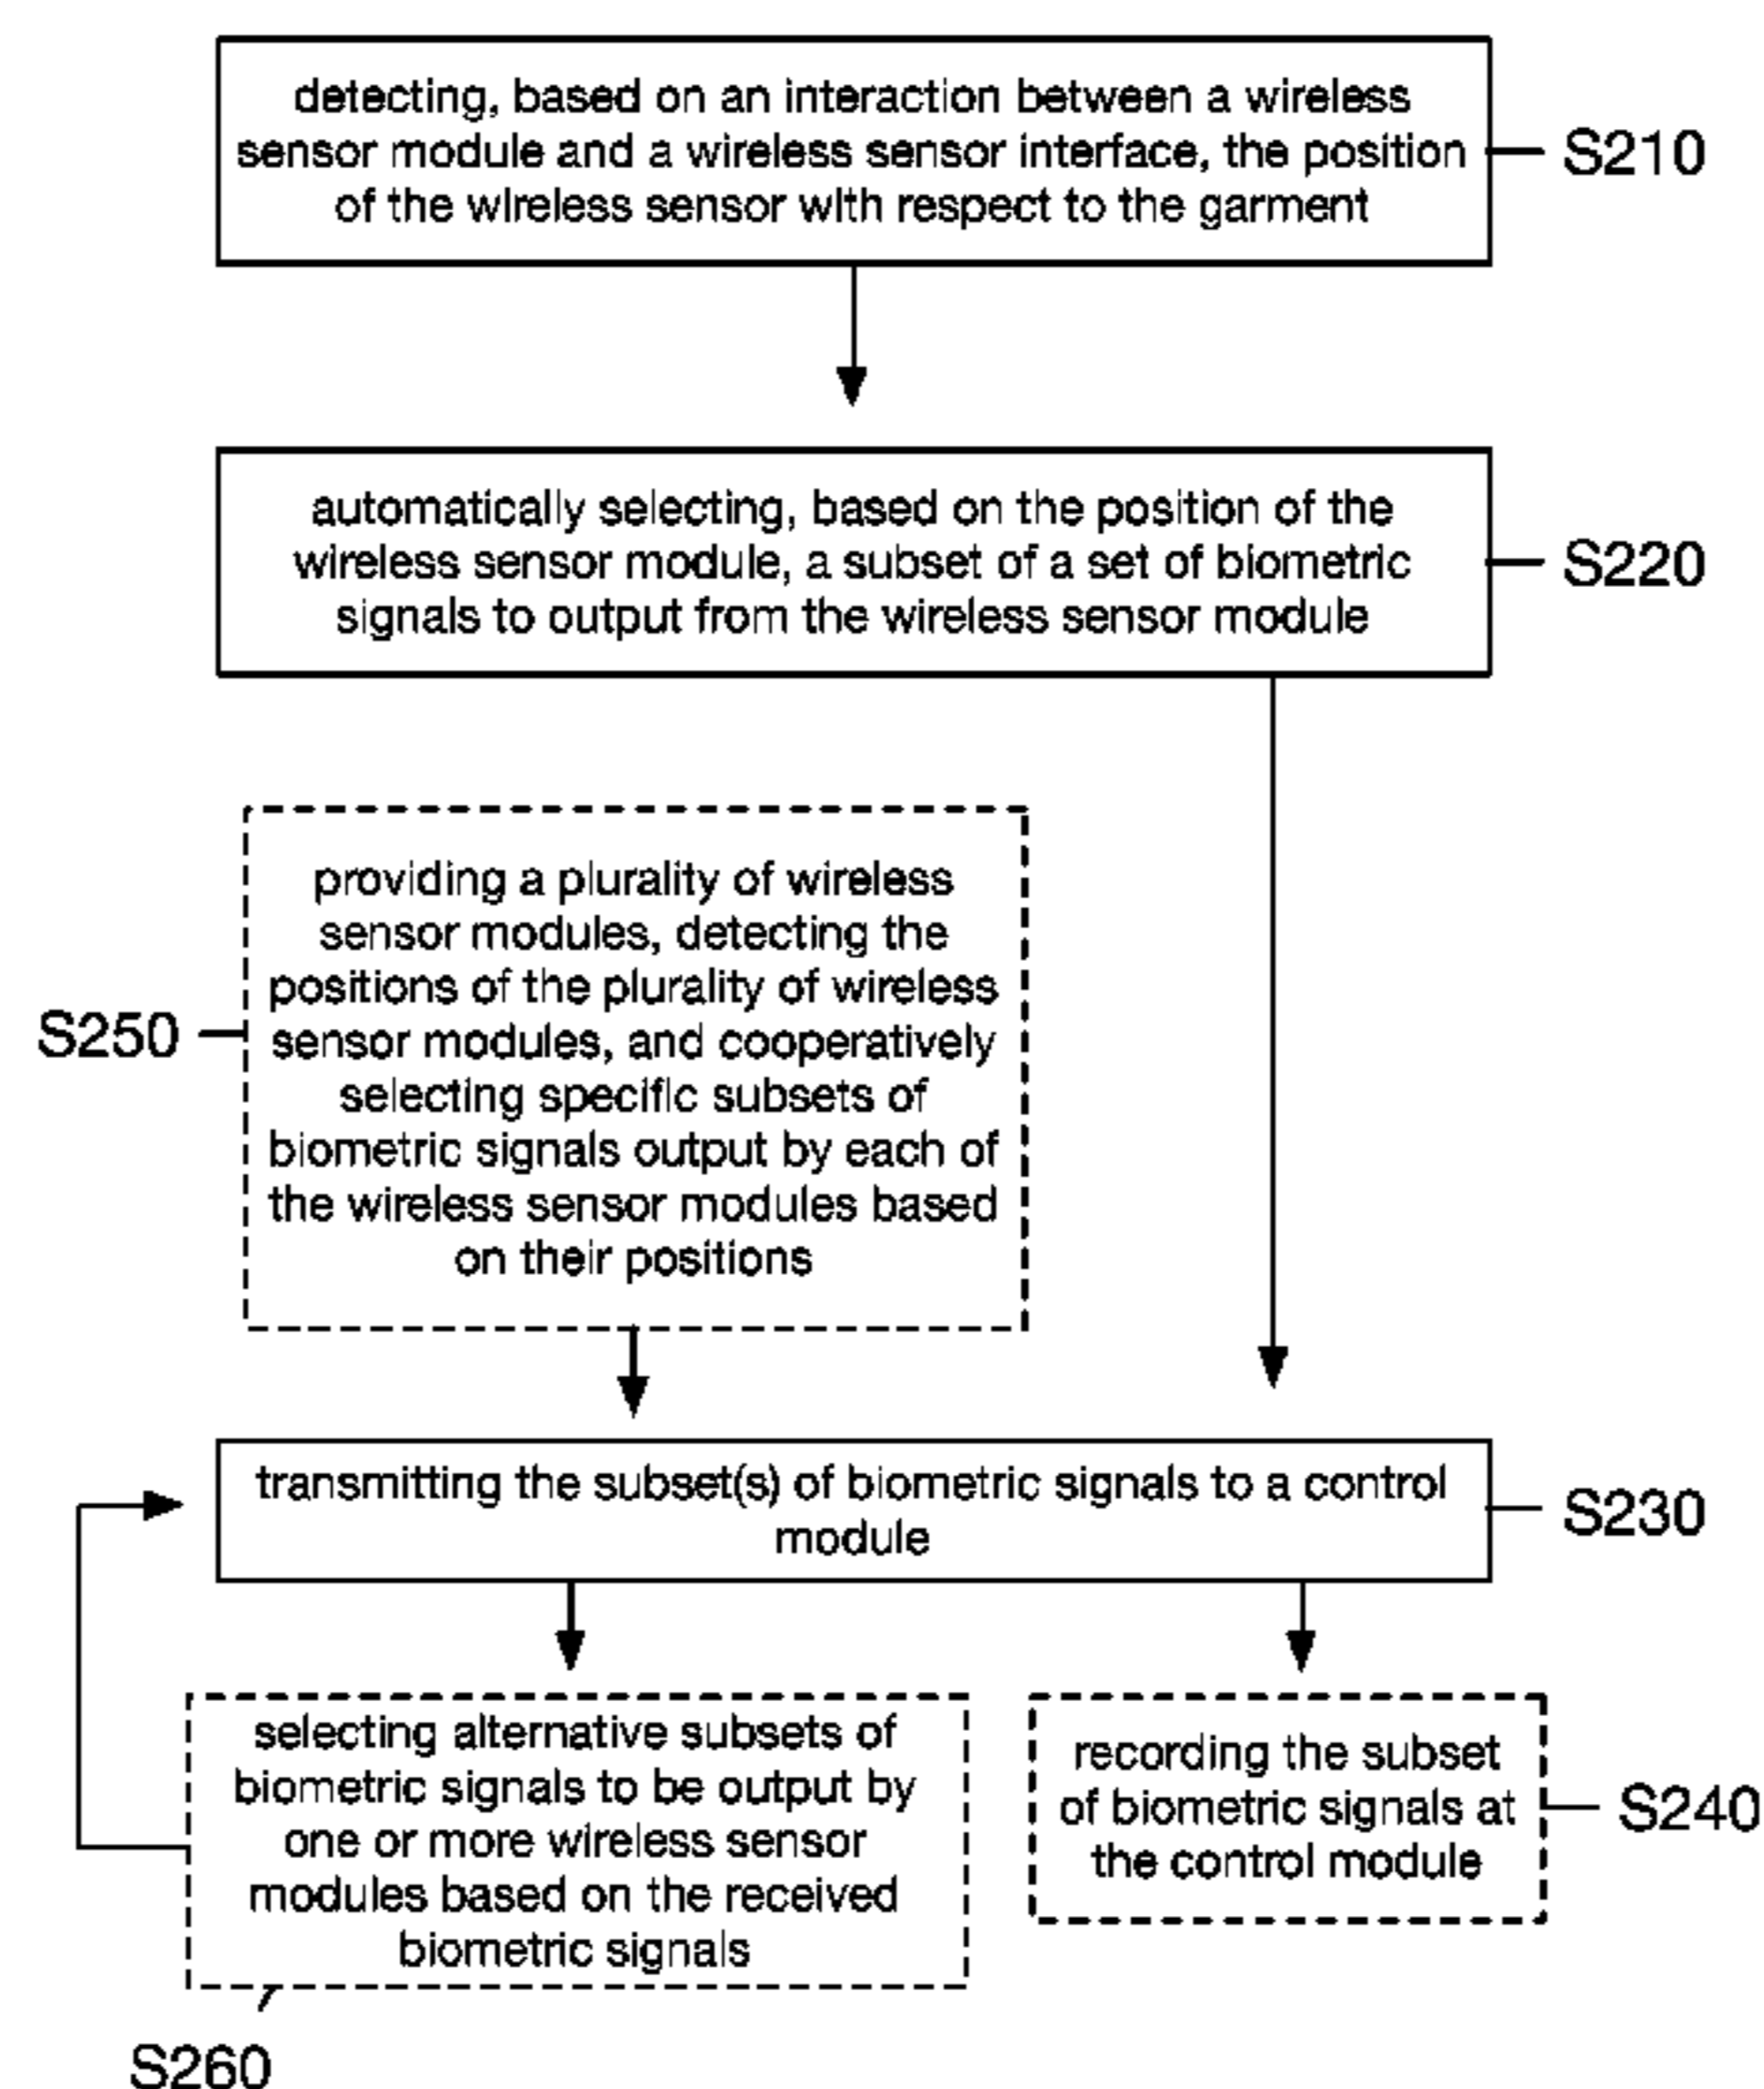 detecting, based on an interaction between a wireless
sensor module and a wireless sensor interface, the position
of the wireless sensor with respect to the garment
S210
automatically selecting, based on the position of the
wireless sensor module, a subset of a set of biometric
signals to output from the wireless sensor module
S220
providing a plurality of wireless
sensor modules, detecting the
positions of the plurality of wireless
sensor modules, and cooperatively
selecting specific subsets of
biometric signals output by each of
the wireless sensor modules based
on their positions
S250
transmitting the subset(s) of biometric signals to a control
module
S230
selecting alternative subsets of
biometric signals to be output by
one or more wireless sensor
modules based on the received
biometric signals
S260
recording the subset
of biometric signals at
the control module
S240